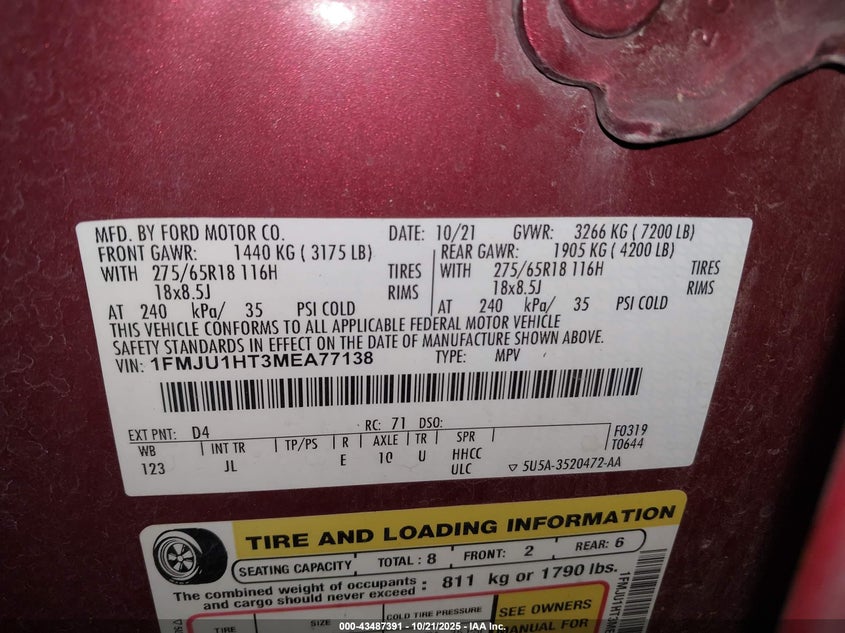 MFD. BY FORD MOTOR CO. DATE: 10/21 GVWR: 3266 KG ( 7200 LB)
FRONT GAWR: 1440 KG ( 3175 LB) REAR GAWR: 1905 KG ( 4200 LB)
WITH 275/65R18 116H TIRES WITH 275/65R18 116H TIRES
18x8.5J RIMS 18x8.5J RIMS
AT 240 kPa/ 35 PSI COLD AT 240 kPa/ 35 PSI COLD
THIS VEHICLE CONFORMS TO ALL APPLICABLE FEDERAL MOTOR VEHICLE
SAFETY STANDARDS IN EFFECT ON THE DATE OF MANUFACTURE SHOWN ABOVE.
VIN: 1FMJU1HT3MEA77138 TYPE: MPV
EXT PNT: D4 RC: 71 DSO: F0319
WB INT TR TP/PS R AXLE TR SPR T0644
123 JL E 10 U HHCC
ULC 5U5A-3520472-AA
TIRE AND LOADING INFORMATION
SEATING CAPACITY TOTAL : 8 FRONT: 2 REAR: 6
The combined weight of occupants : 811 kg or 1790 lbs.
and cargo should never exceed
TIRE SIZE COLD TIRE PRESSURE SEE OWNERS
MANUAL FOR
000-43487391 - 10/21/2025 - IAA Inc.